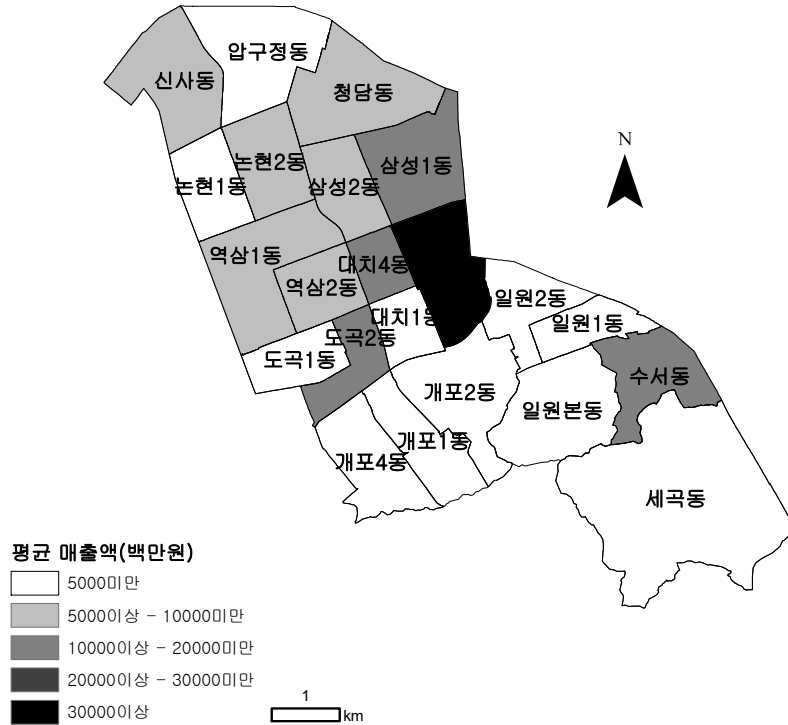 압구정동
신사동
청담동
N
논현2동
삼성1동
논현1동
삼성2동
역삼1동
대치4동
역삼2동
일원2동
대치1동
일원1동
도곡2동
도곡1동
수서동
개포2동
일원본동
개포1동
개포4동
세곡동
평균 매출액(백만원)
5000미만
5000이상 - 10000미만
10000이상 - 20000미만
20000이상 - 30000미만
30000이상
1
km